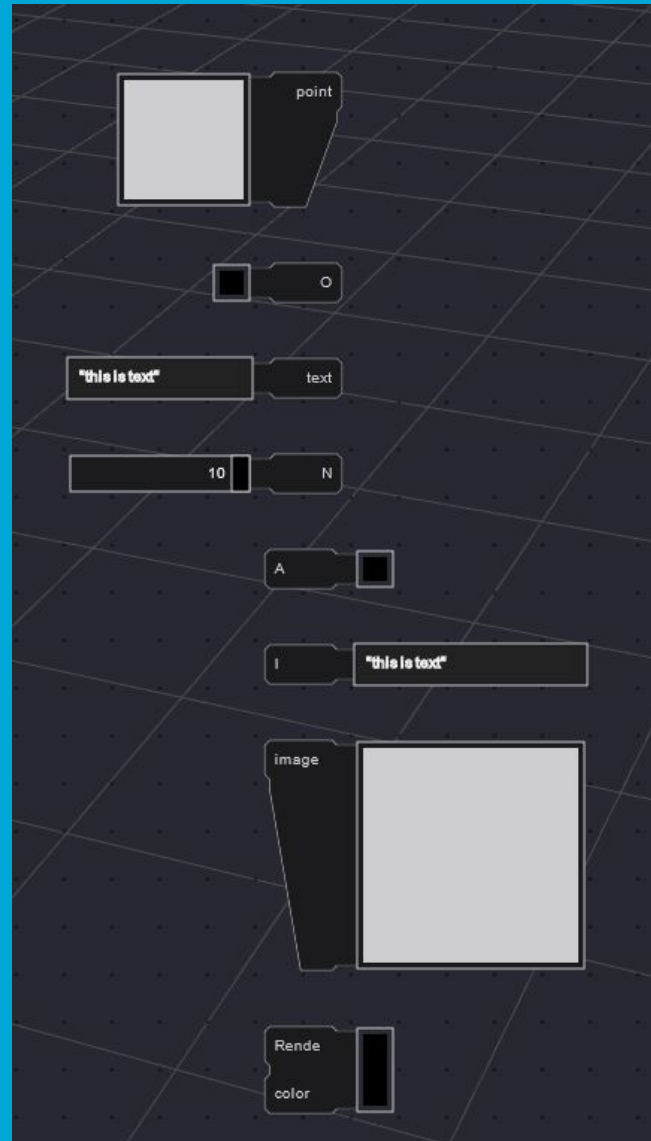 point
O
"this is text"
text
10
N
A
I
"this is text"
image
Rende
color